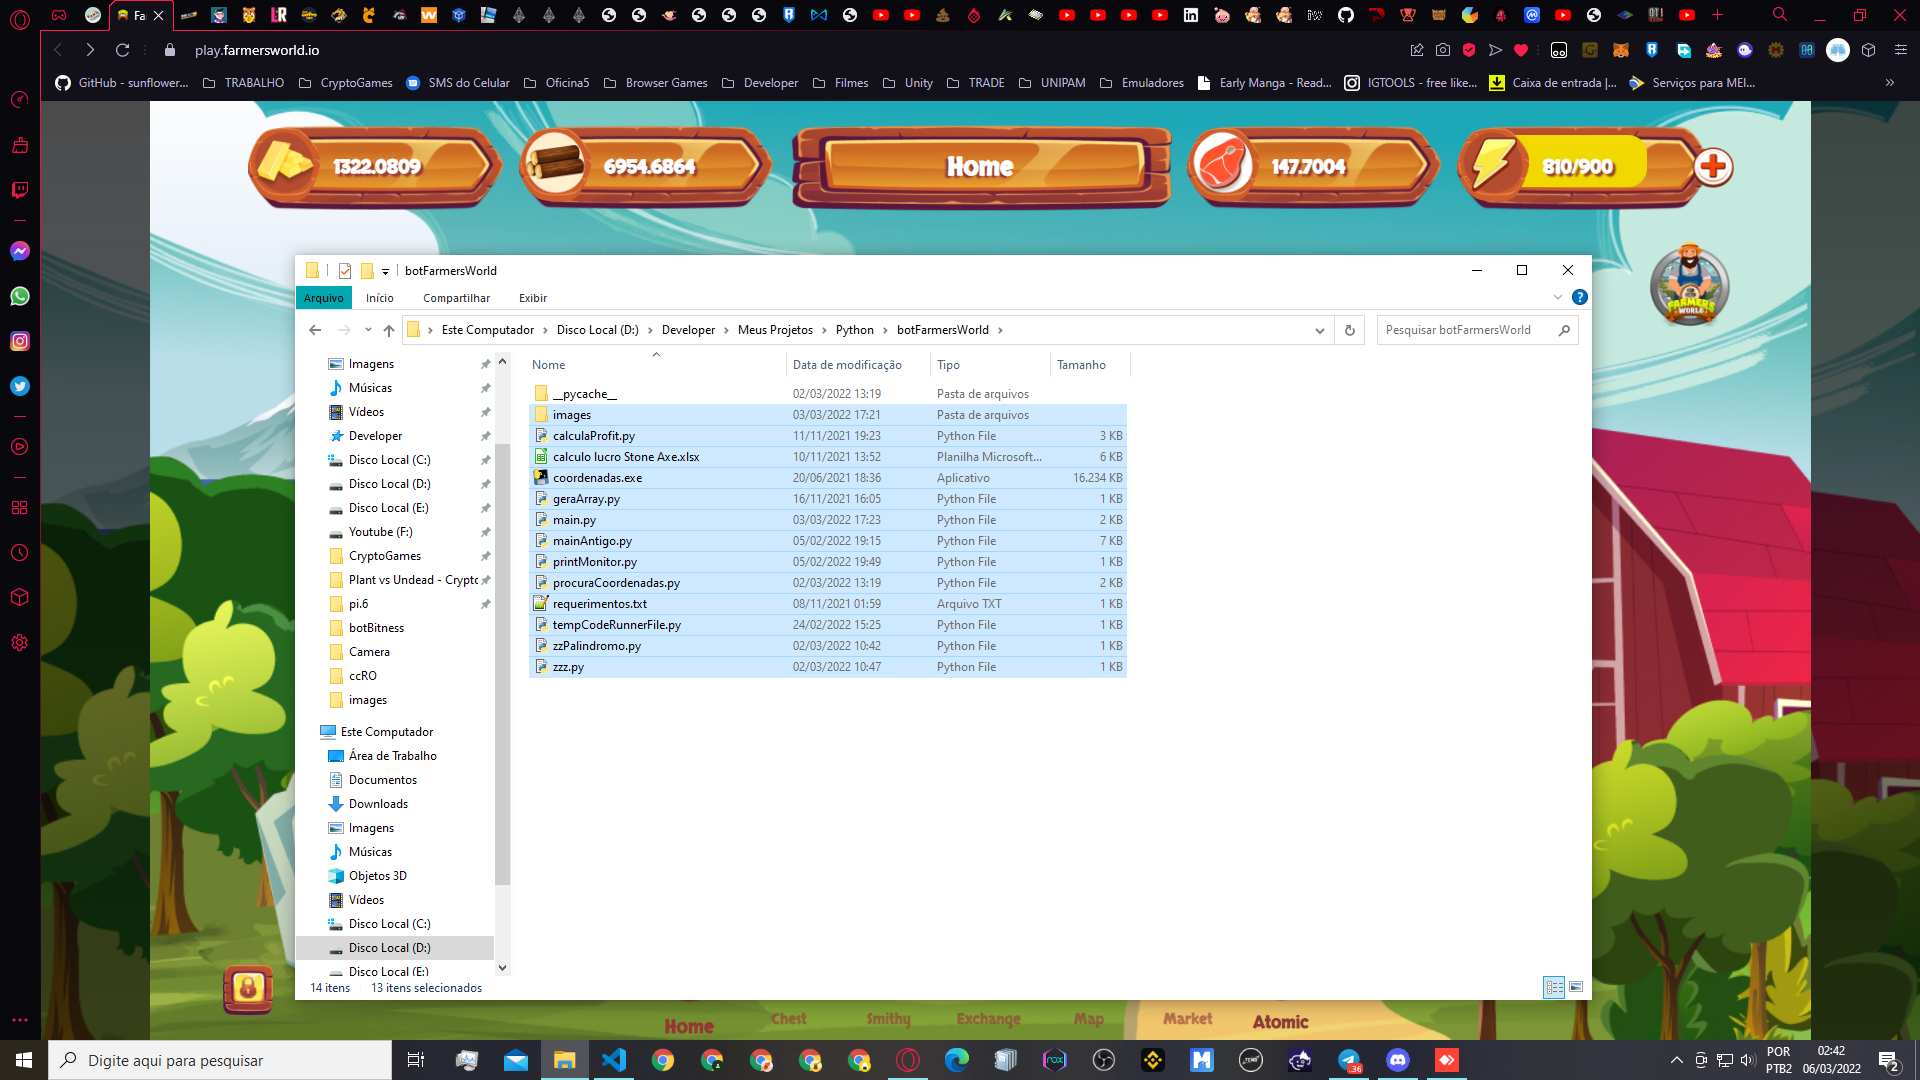 Fa
play.farmersworld.io
GitHub - sunflower...
TRABALHO
CryptoGames
SMS do Celular
Oficina5
Browser Games
Developer
Filmes
Unity
TRADE
UNIPAM
Emuladores
Early Manga - Read...
IGTOOLS - free like...
Caixa de entrada |...
Serviços para MEI...
1322.0809
6954.6864
Home
147.7004
810/900
FARMERS
WORLD
botFarmersWorld
Arquivo
Início
Compartilhar
Exibir
Este Computador
Disco Local (D:)
Developer
Meus Projetos
Python
botFarmersWorld
Pesquisar botFarmersWorld
Imagens
Músicas
Vídeos
Developer
Disco Local (C:)
Disco Local (D:)
Disco Local (E:)
Youtube (F:)
CryptoGames
Plant vs Undead - Crypto
pi.6
botBitness
Camera
ccRO
images
Este Computador
Área de Trabalho
Documentos
Downloads
Imagens
Músicas
Objetos 3D
Vídeos
Disco Local (C:)
Disco Local (D:)
Disco Local (E:)
Nome Data de modificação Tipo Tamanho
__pycache__ 02/03/2022 13:19 Pasta de arquivos
images 03/03/2022 17:21 Pasta de arquivos
calculaProfit.py 11/11/2021 19:23 Python File 3 KB
calculo lucro Stone Axe.xlsx 10/11/2021 13:52 Planilha Microsoft... 6 KB
coordenadas.exe 20/06/2021 18:36 Aplicativo 16.234 KB
geraArray.py 16/11/2021 16:05 Python File 1 KB
main.py 03/03/2022 17:23 Python File 2 KB
mainAntigo.py 05/02/2022 19:15 Python File 7 KB
printMonitor.py 05/02/2022 19:49 Python File 1 KB
procuraCoordenadas.py 02/03/2022 13:19 Python File 2 KB
requerimentos.txt 08/11/2021 01:59 Arquivo TXT 1 KB
tempCodeRunnerFile.py 24/02/2022 15:25 Python File 1 KB
zzPalindromo.py 02/03/2022 10:42 Python File 1 KB
zzz.py 02/03/2022 10:47 Python File 1 KB
14 itens
13 itens selecionados
Home
Chest
Smithy
Exchange
Map
Market
Atomic
Digite aqui para pesquisar
36
POR
PTB2
02:42
06/03/2022
2